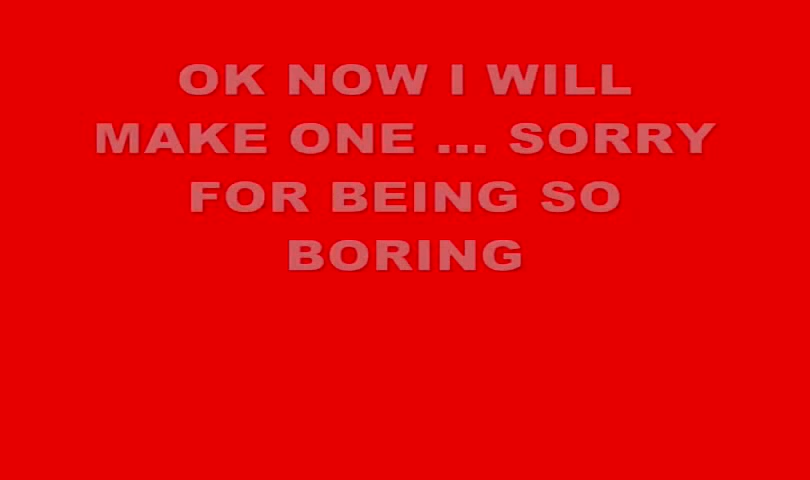 OK NOW I WILL
MAKE ONE ... SORRY
FOR BEING SO
BORING